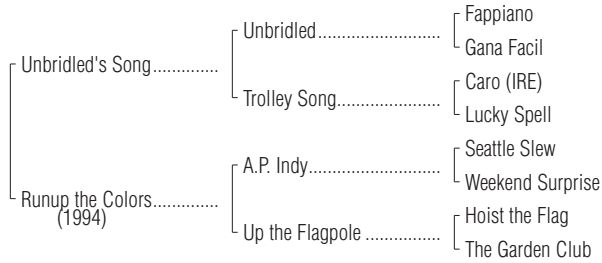 Fappiano
Unbridled
Gana Facil
Unbridled's Song
Caro (IRE)
Trolley Song
Lucky Spell
Seattle Slew
A.P. Indy
Weekend Surprise
Runup the Colors
(1994)
Hoist the Flag
Up the Flagpole
The Garden Club